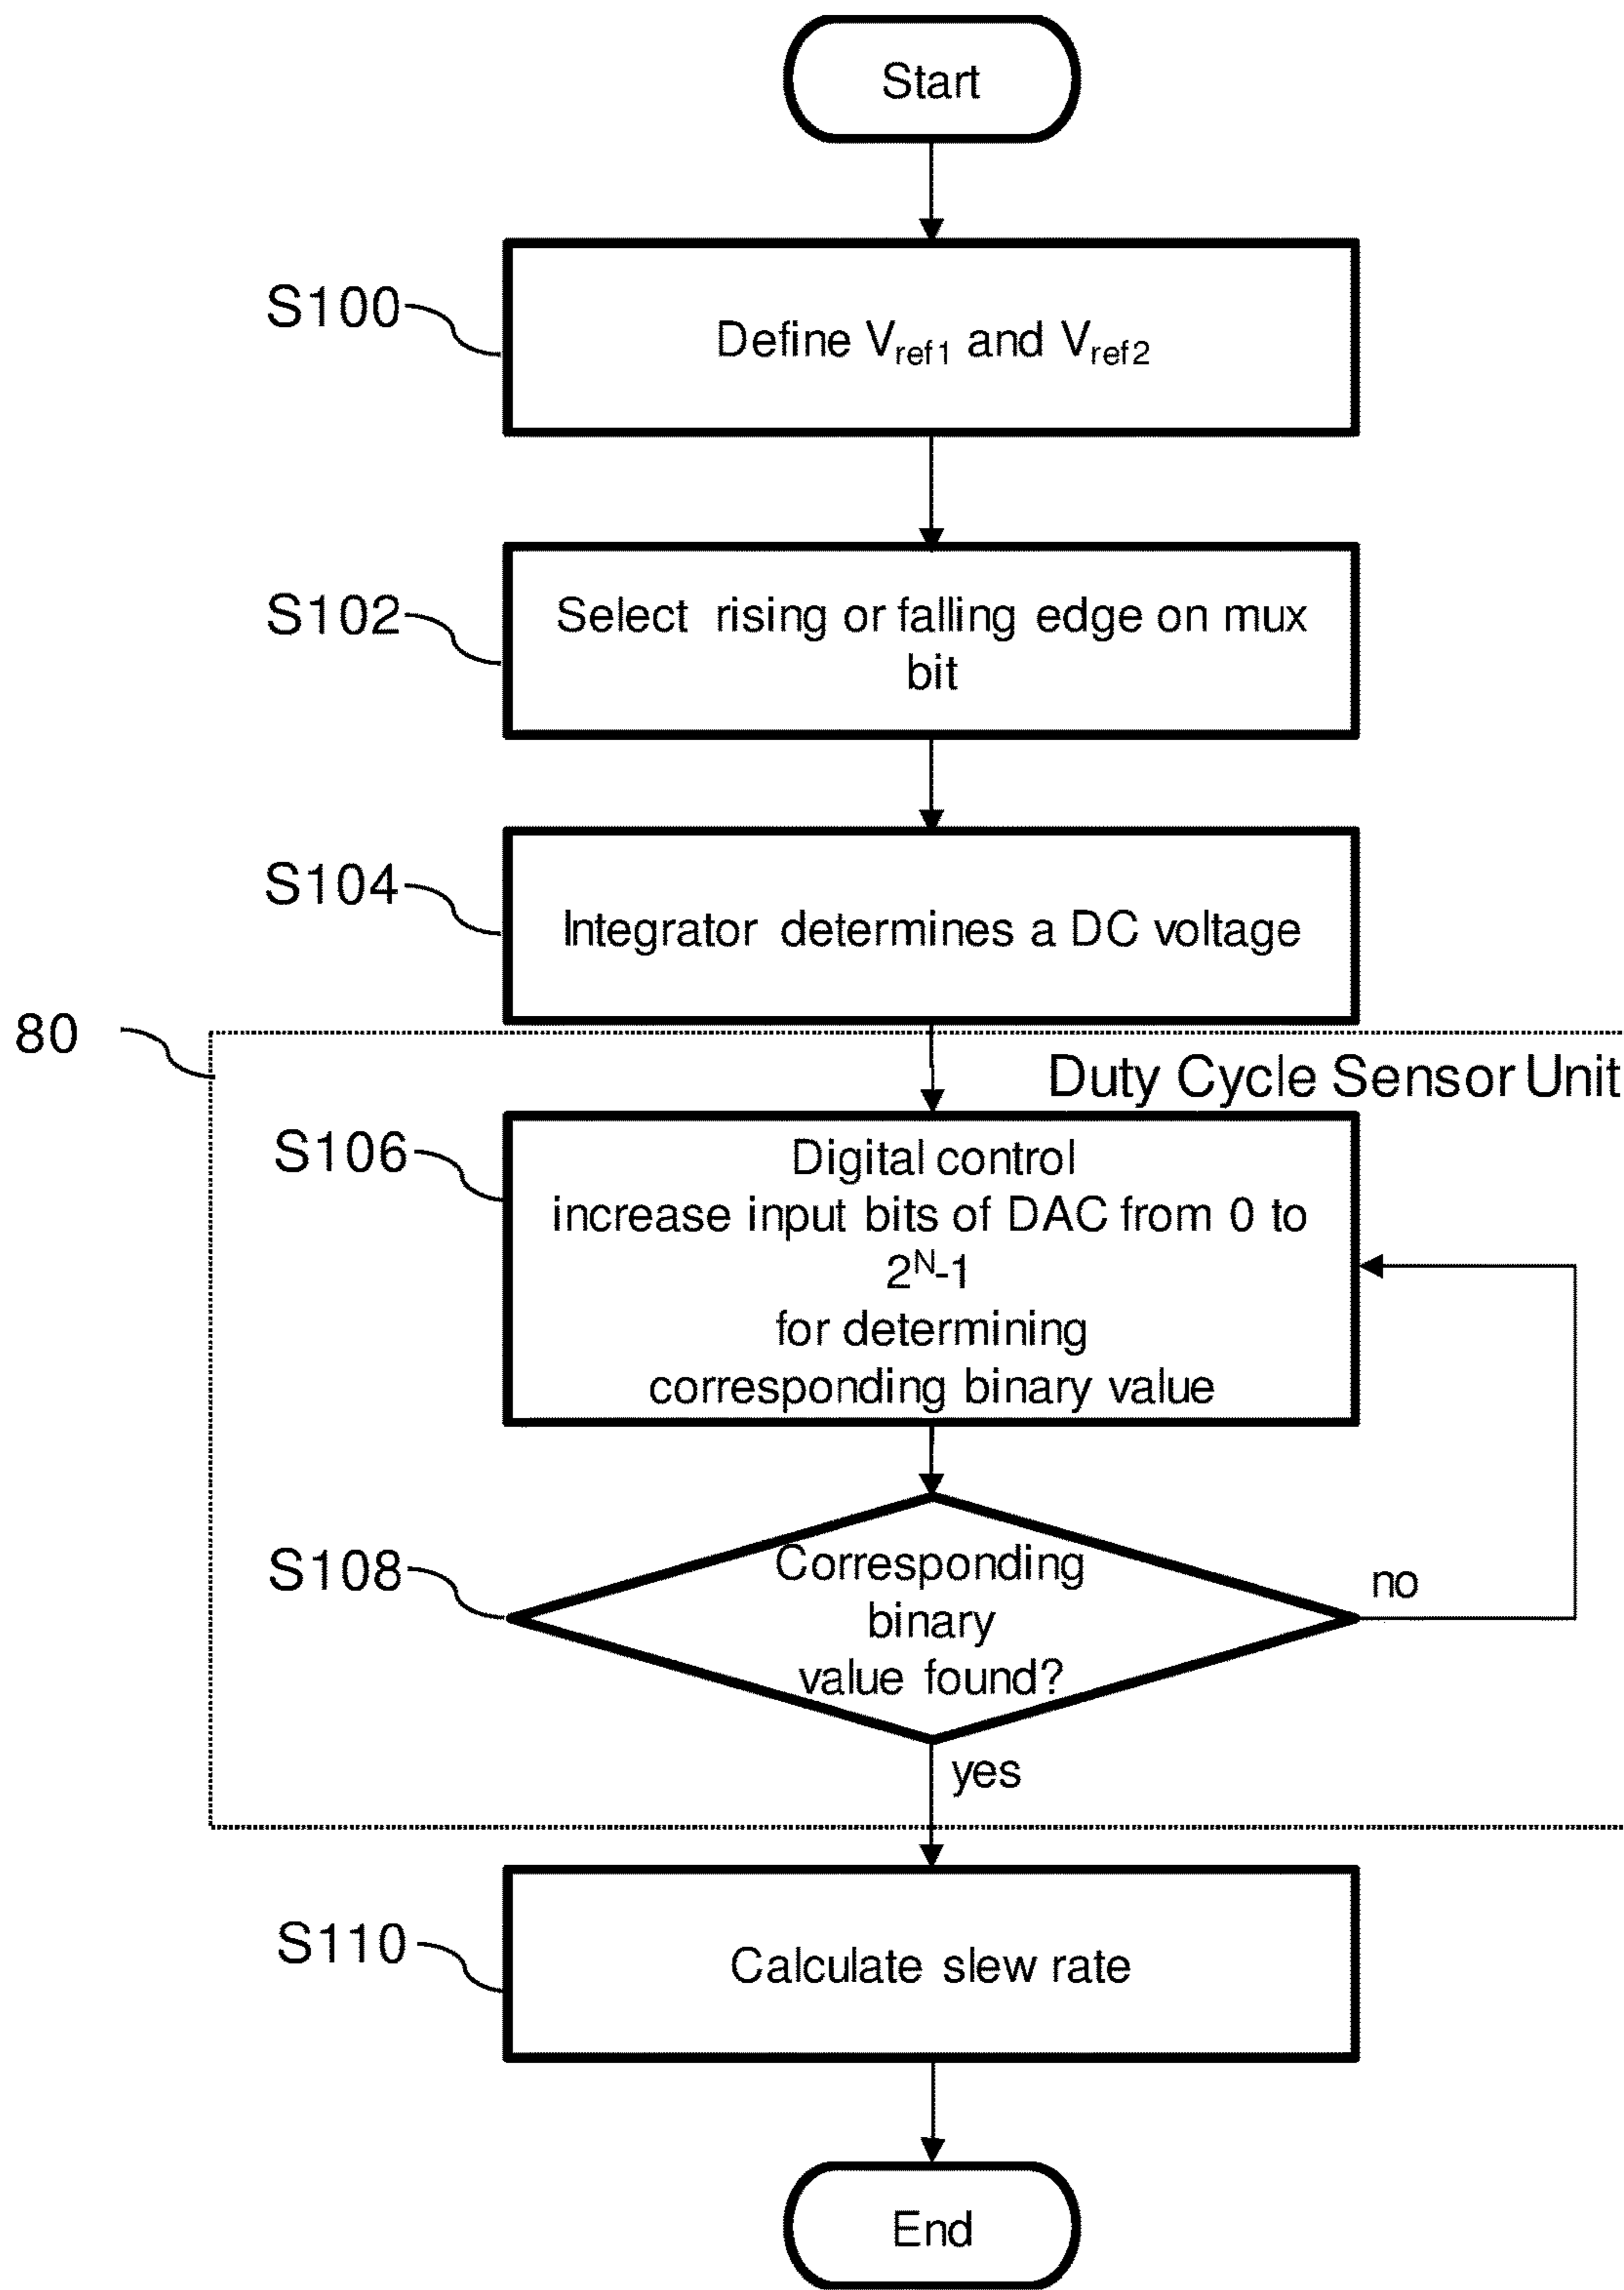 Start
S100
Define Vref1 and Vref2
S102
Select rising or falling edge on mux
bit
S104
Integrator determines a DC voltage
80
Duty Cycle Sensor Unit
S106
Digital control
increase input bits of DAC from 0 to
2^N-1
for determining
corresponding binary value
S108
Corresponding
binary
value found?
no
yes
S110
Calculate slew rate
End